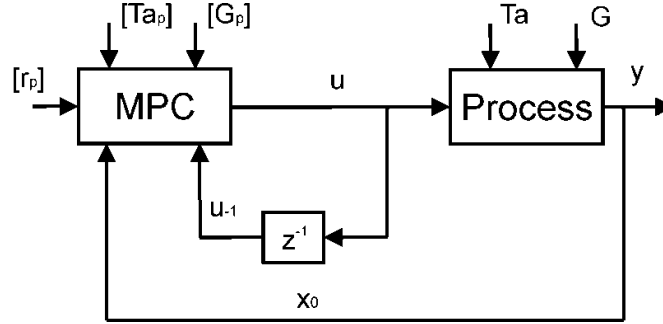 [Tap] [Gp] Ta G
[rp] MPC u Process y
u-1 z-1
x0